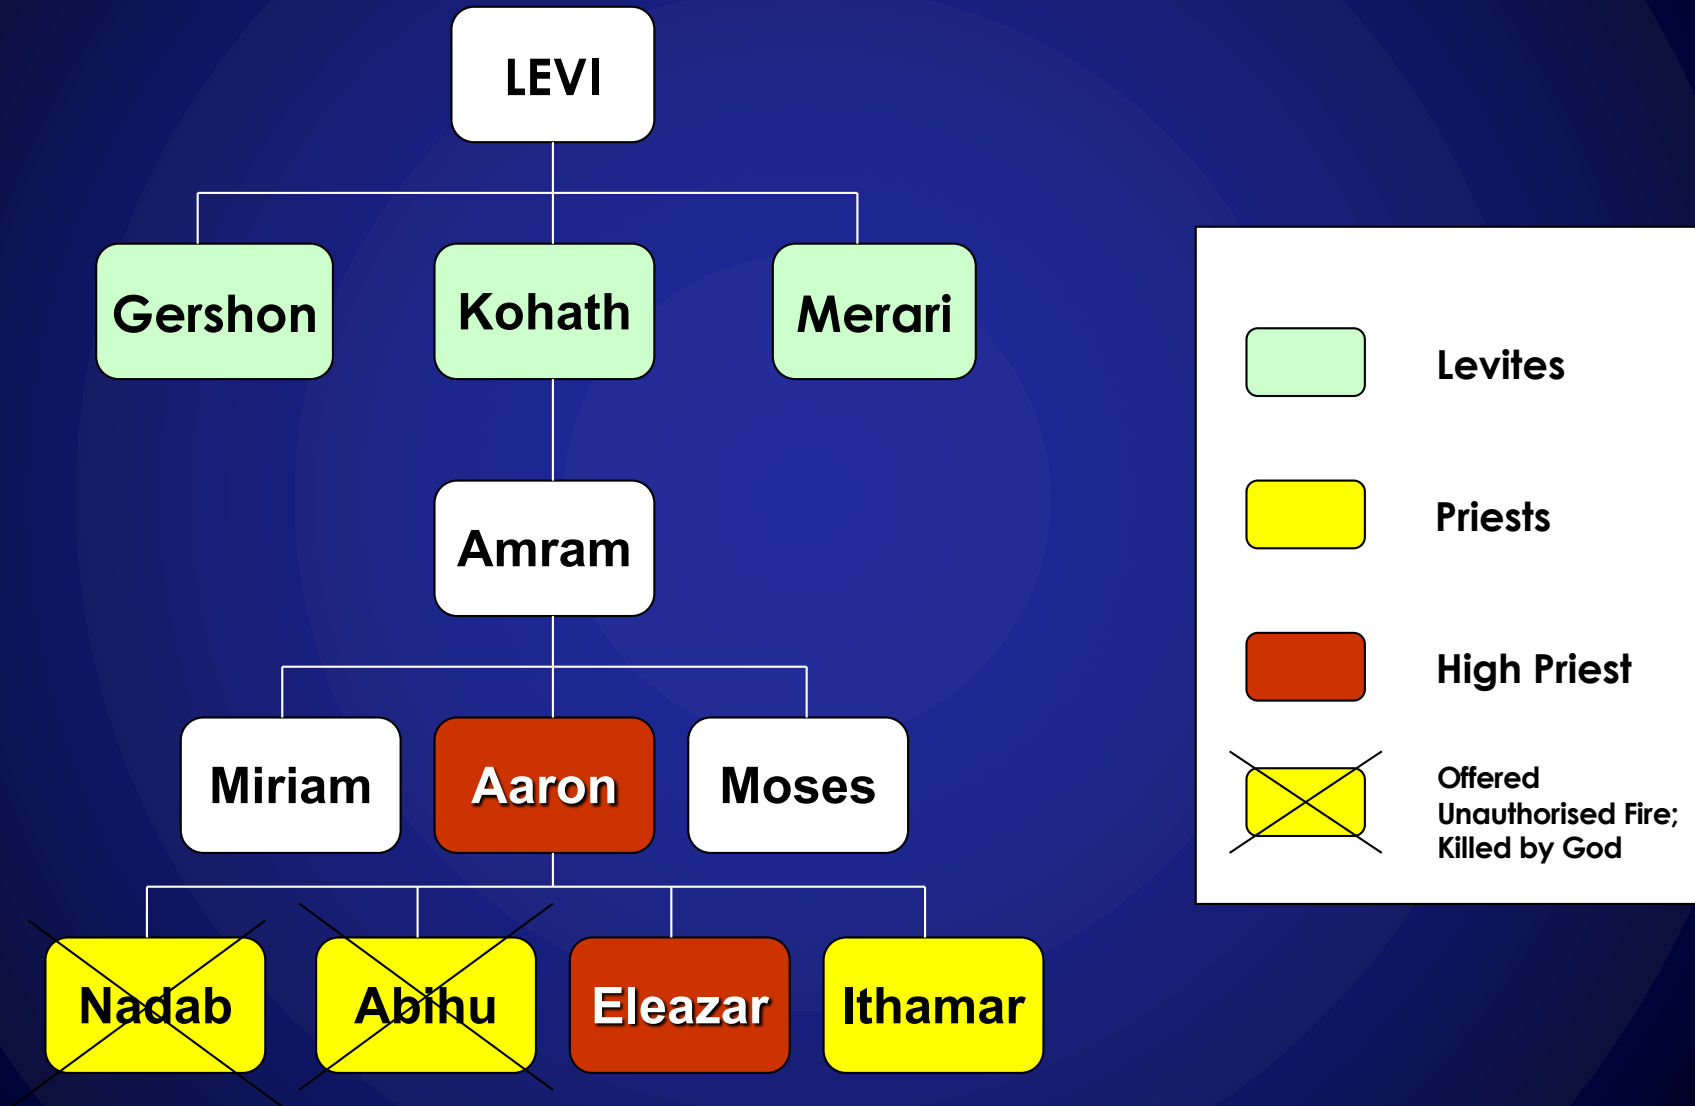 LEVI
Gershon
Kohath
Merari
Amram
Miriam
Aaron
Moses
Nadab
Abihu
Eleazar
Ithamar
Levites
Priests
High Priest
Offered
Unauthorised Fire;
Killed by God